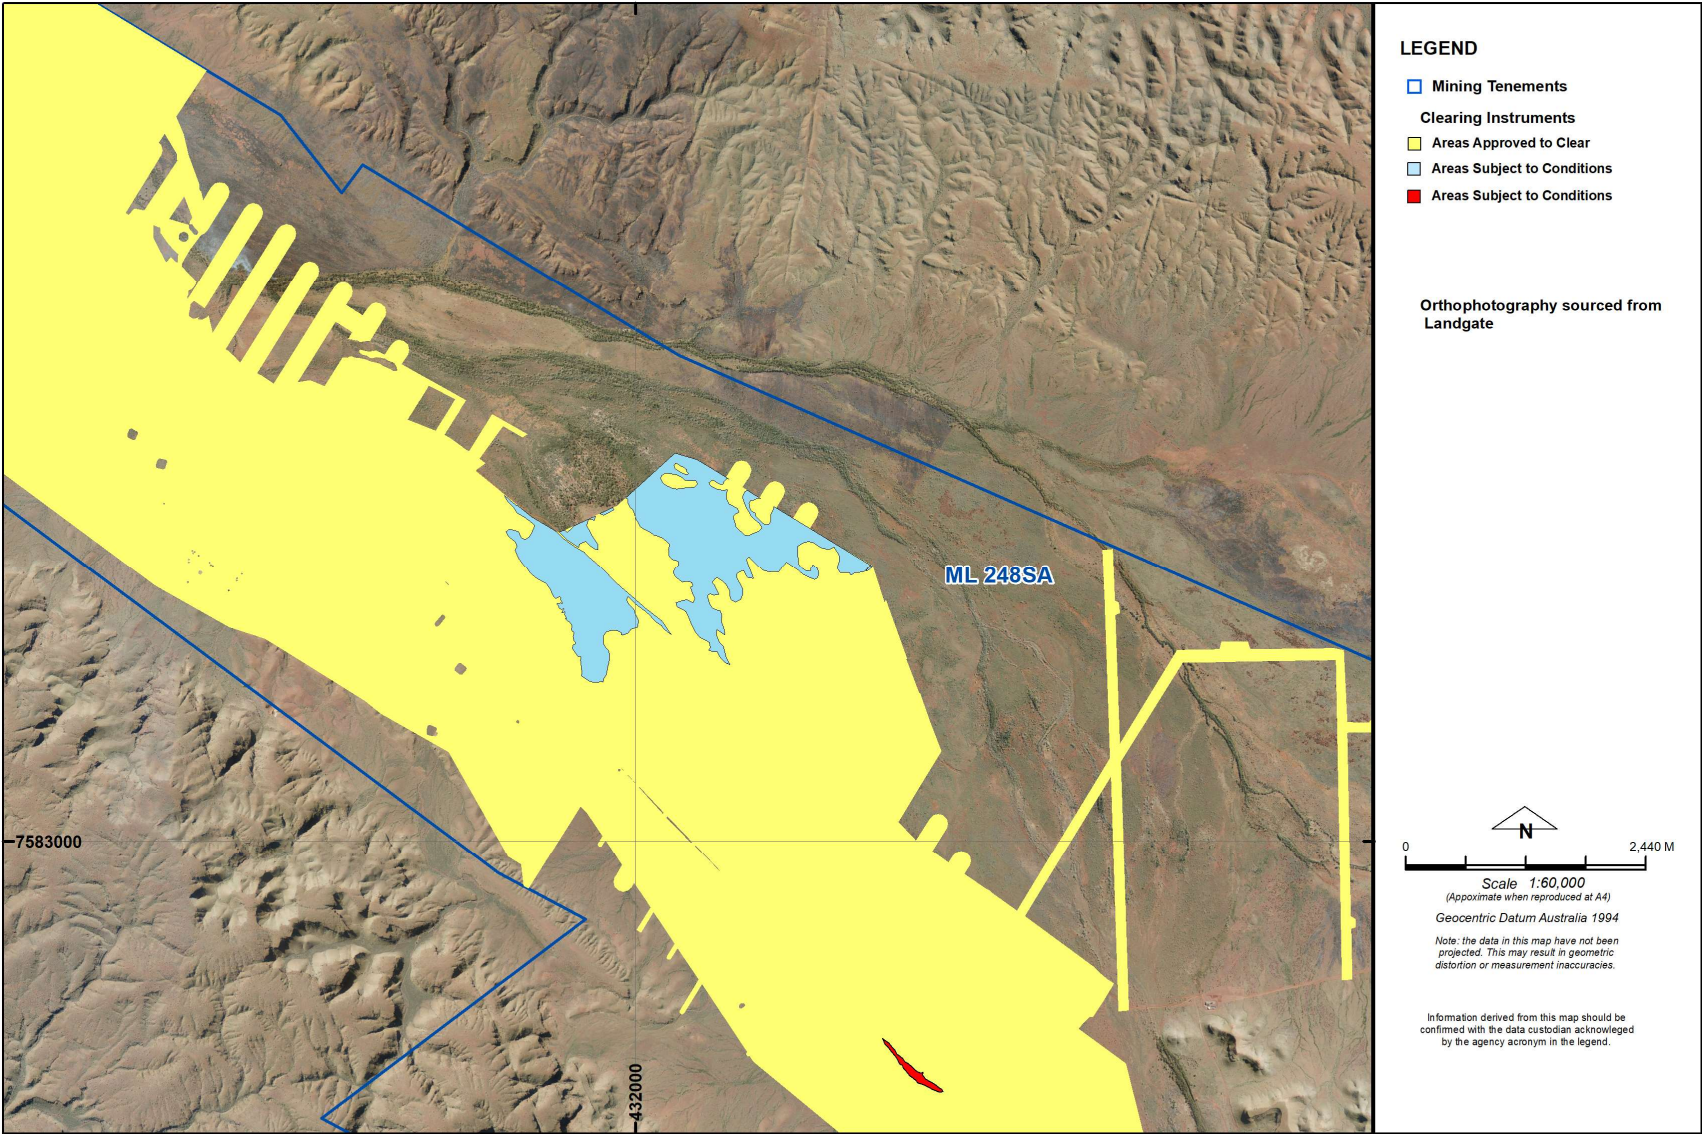 LEGEND
Mining Tenements
Clearing Instruments
Areas Approved to Clear
Areas Subject to Conditions
Areas Subject to Conditions
Orthophotography sourced from
Landgate
ML 248SA
7583000
432000
N
0 2,440 M
Scale 1:60,000
(Appoximate when reproduced at A4)
Geocentric Datum Australia 1994
Note: the data in this map have not been
projected. This may result in geometric
distortion or measurement inaccuracies.
Information derived from this map should be
confirmed with the data custodian acknowleged
by the agency acronym in the legend.